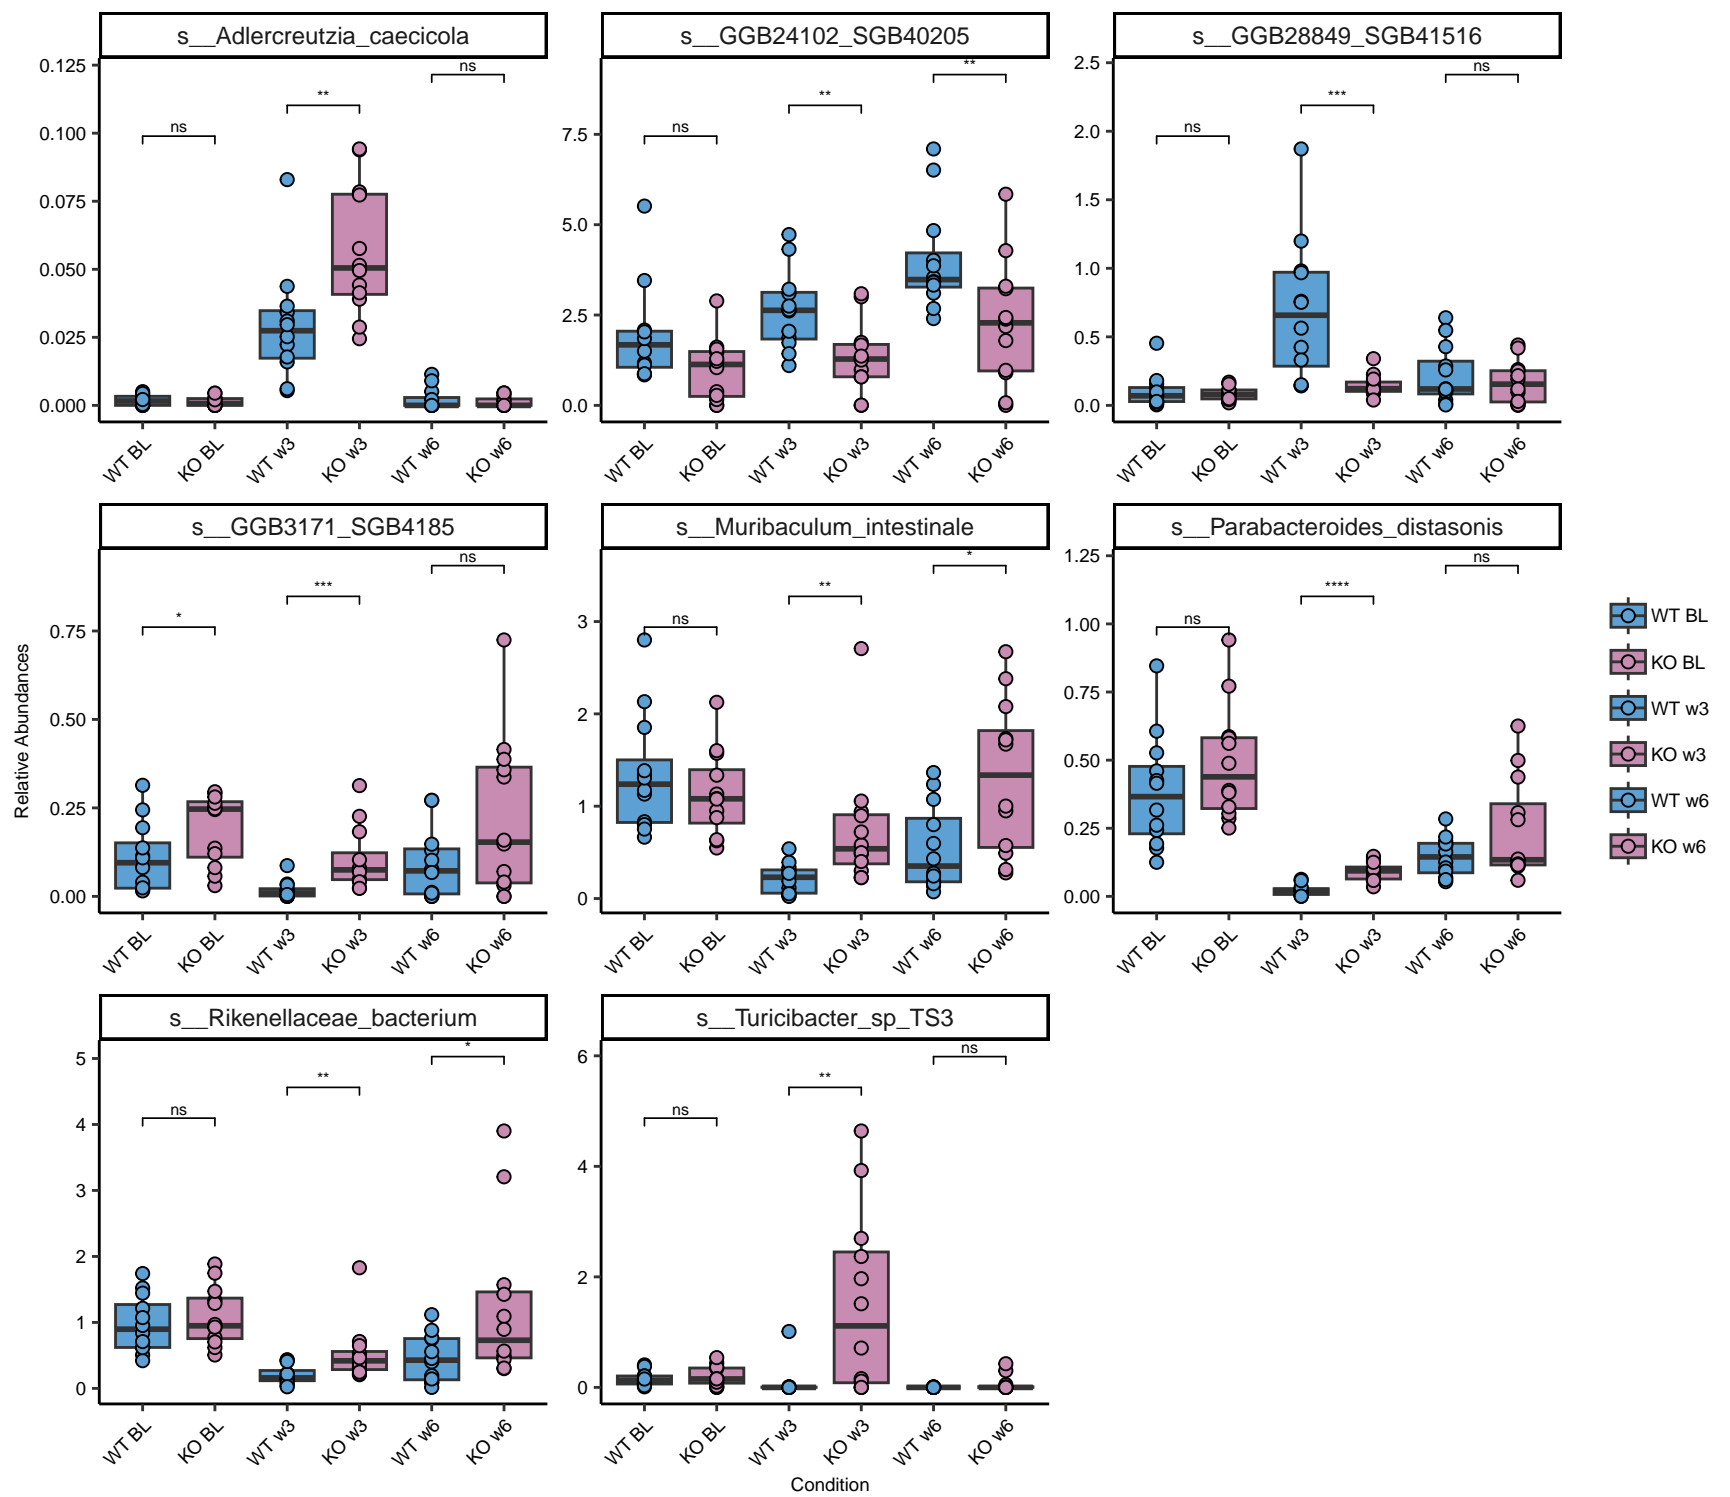 s__Adlercreutzia_caecicola
s__GGB24102_SGB40205
s__GGB28849_SGB41516
0.125
0.100
0.075
0.050
0.025
0.000
ns
**
ns
WT BL
KO BL
WT w3
KO w3
WT w6
KO w6
7.5
5.0
2.5
0.0
ns
**
**
WT BL
KO BL
WT w3
KO w3
WT w6
KO w6
2.5
2.0
1.5
1.0
0.5
0.0
ns
***
ns
WT BL
KO BL
WT w3
KO w3
WT w6
KO w6
s__GGB3171_SGB4185
s__Muribaculum_intestinale
s__Parabacteroides_distasonis
Relative Abundances
0.75
0.50
0.25
0.00
*
***
ns
WT BL
KO BL
WT w3
KO w3
WT w6
KO w6
3
2
1
0
ns
**
*
WT BL
KO BL
WT w3
KO w3
WT w6
KO w6
1.25
1.00
0.75
0.50
0.25
0.00
ns
****
ns
WT BL
KO BL
WT w3
KO w3
WT w6
KO w6
WT BL
KO BL
WT w3
KO w3
WT w6
KO w6
s__Rikenellaceae_bacterium
s__Turicibacter_sp_TS3
5
4
3
2
1
0
ns
**
*
WT BL
KO BL
WT w3
KO w3
WT w6
KO w6
6
4
2
0
ns
**
ns
WT BL
KO BL
WT w3
KO w3
WT w6
KO w6
Condition